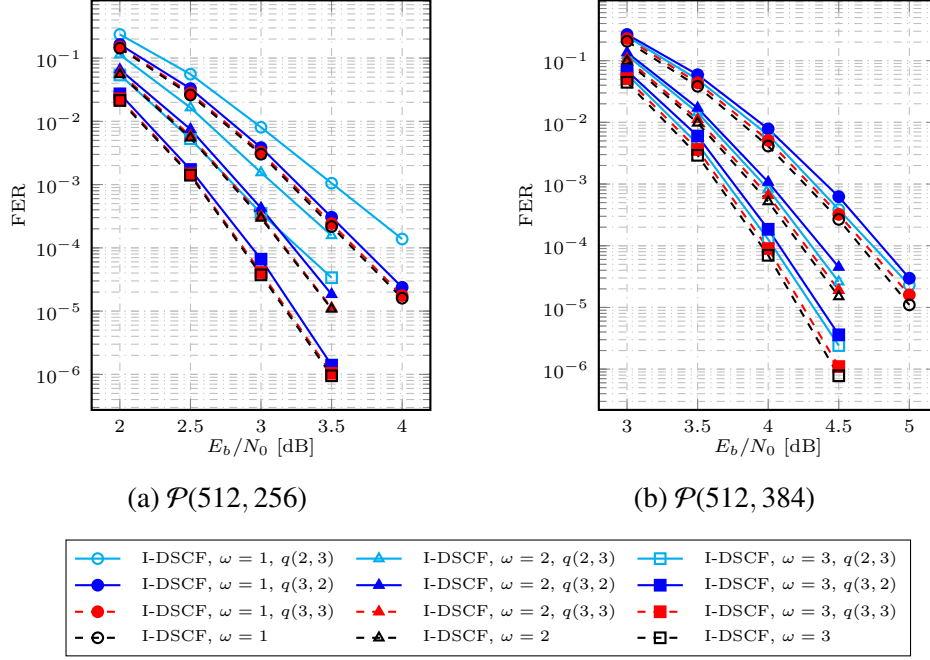 10⁻¹
10⁻²
10⁻³
10⁻⁴
10⁻⁵
10⁻⁶
FER
2 2.5 3 3.5 4
E_b/N_0 [dB]
(a) 𝒫(512, 256)
10⁻¹
10⁻²
10⁻³
10⁻⁴
10⁻⁵
10⁻⁶
FER
3 3.5 4 4.5 5
E_b/N_0 [dB]
(b) 𝒫(512, 384)
I-DSCF, ω = 1, q(2, 3) I-DSCF, ω = 2, q(2, 3) I-DSCF, ω = 3, q(2, 3)
I-DSCF, ω = 1, q(3, 2) I-DSCF, ω = 2, q(3, 2) I-DSCF, ω = 3, q(3, 2)
I-DSCF, ω = 1, q(3, 3) I-DSCF, ω = 2, q(3, 3) I-DSCF, ω = 3, q(3, 3)
I-DSCF, ω = 1 I-DSCF, ω = 2 I-DSCF, ω = 3